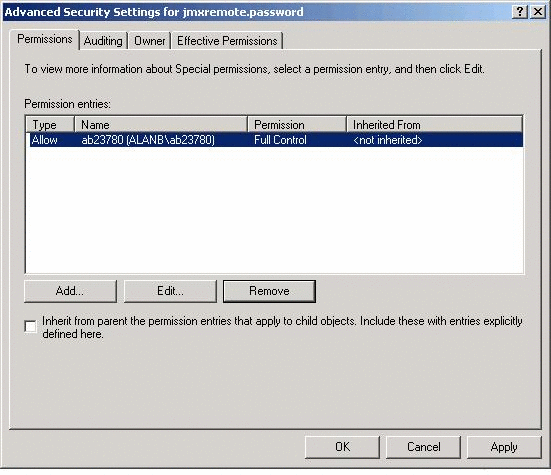 Advanced Security Settings for jmxremote.password
Permissions Auditing Owner Effective Permissions
To view more information about Special permissions, select a permission entry, and then click Edit.
Permission entries:
Type Name Permission Inherited From
Allow ab23780 (ALANB\ab23780) Full Control <not inherited>
Add... Edit... Remove
Inherit from parent the permission entries that apply to child objects. Include these with entries explicitly
defined here.
OK Cancel Apply